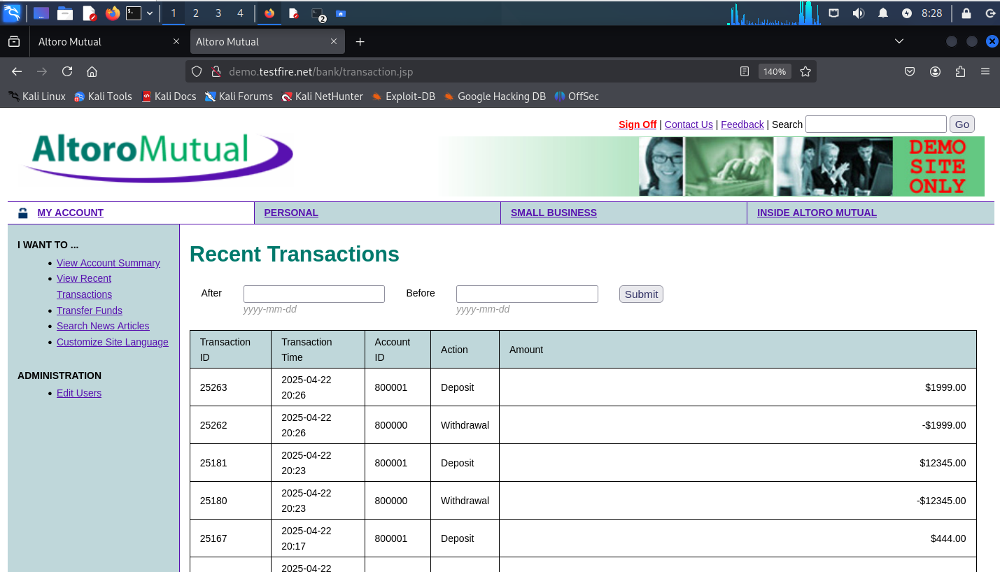 1 2 3 4 2 8:28
Altoro Mutual
Altoro Mutual
demo.testfire.net/bank/transaction.jsp 140%
Kali Linux Kali Tools Kali Docs Kali Forums Kali NetHunter Exploit-DB Google Hacking DB OffSec
Sign Off | Contact Us | Feedback | Search Go
AltoroMutual
DEMO
SITE
ONLY
MY ACCOUNT PERSONAL SMALL BUSINESS INSIDE ALTORO MUTUAL
I WANT TO ...
View Account Summary
View Recent
Transactions
Transfer Funds
Search News Articles
Customize Site Language
ADMINISTRATION
Edit Users
Recent Transactions
After Before Submit
yyyy-mm-dd yyyy-mm-dd
Transaction ID Transaction Time Account ID Action Amount
25263 2025-04-22 20:26 800001 Deposit $1999.00
25262 2025-04-22 20:26 800000 Withdrawal -$1999.00
25181 2025-04-22 20:23 800001 Deposit $12345.00
25180 2025-04-22 20:23 800000 Withdrawal -$12345.00
25167 2025-04-22 20:17 800001 Deposit $444.00
2025-04-22